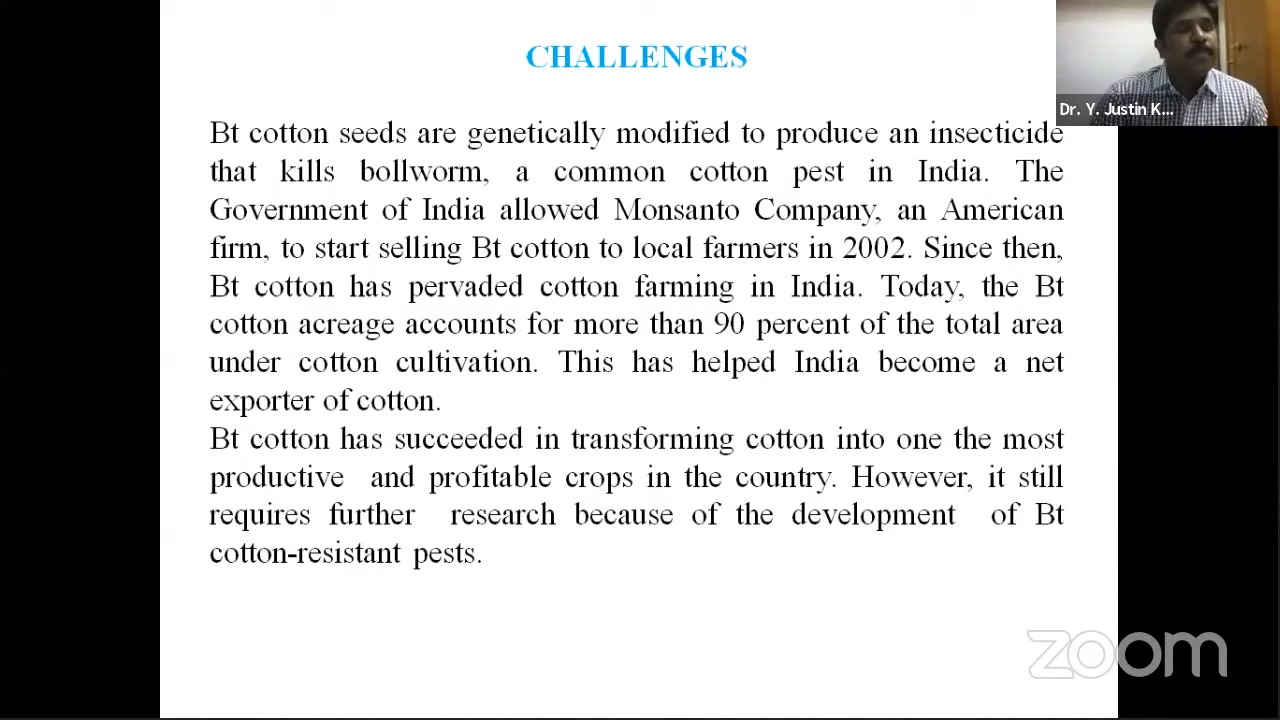 CHALLENGES
Dr. Y. Justin K...
Bt cotton seeds are genetically modified to produce an insecticide
that kills bollworm, a common cotton pest in India. The
Government of India allowed Monsanto Company, an American
firm, to start selling Bt cotton to local farmers in 2002. Since then,
Bt cotton has pervaded cotton farming in India. Today, the Bt
cotton acreage accounts for more than 90 percent of the total area
under cotton cultivation. This has helped India become a net
exporter of cotton.
Bt cotton has succeeded in transforming cotton into one the most
productive and profitable crops in the country. However, it still
requires further research because of the development of Bt
cotton-resistant pests.
zoom